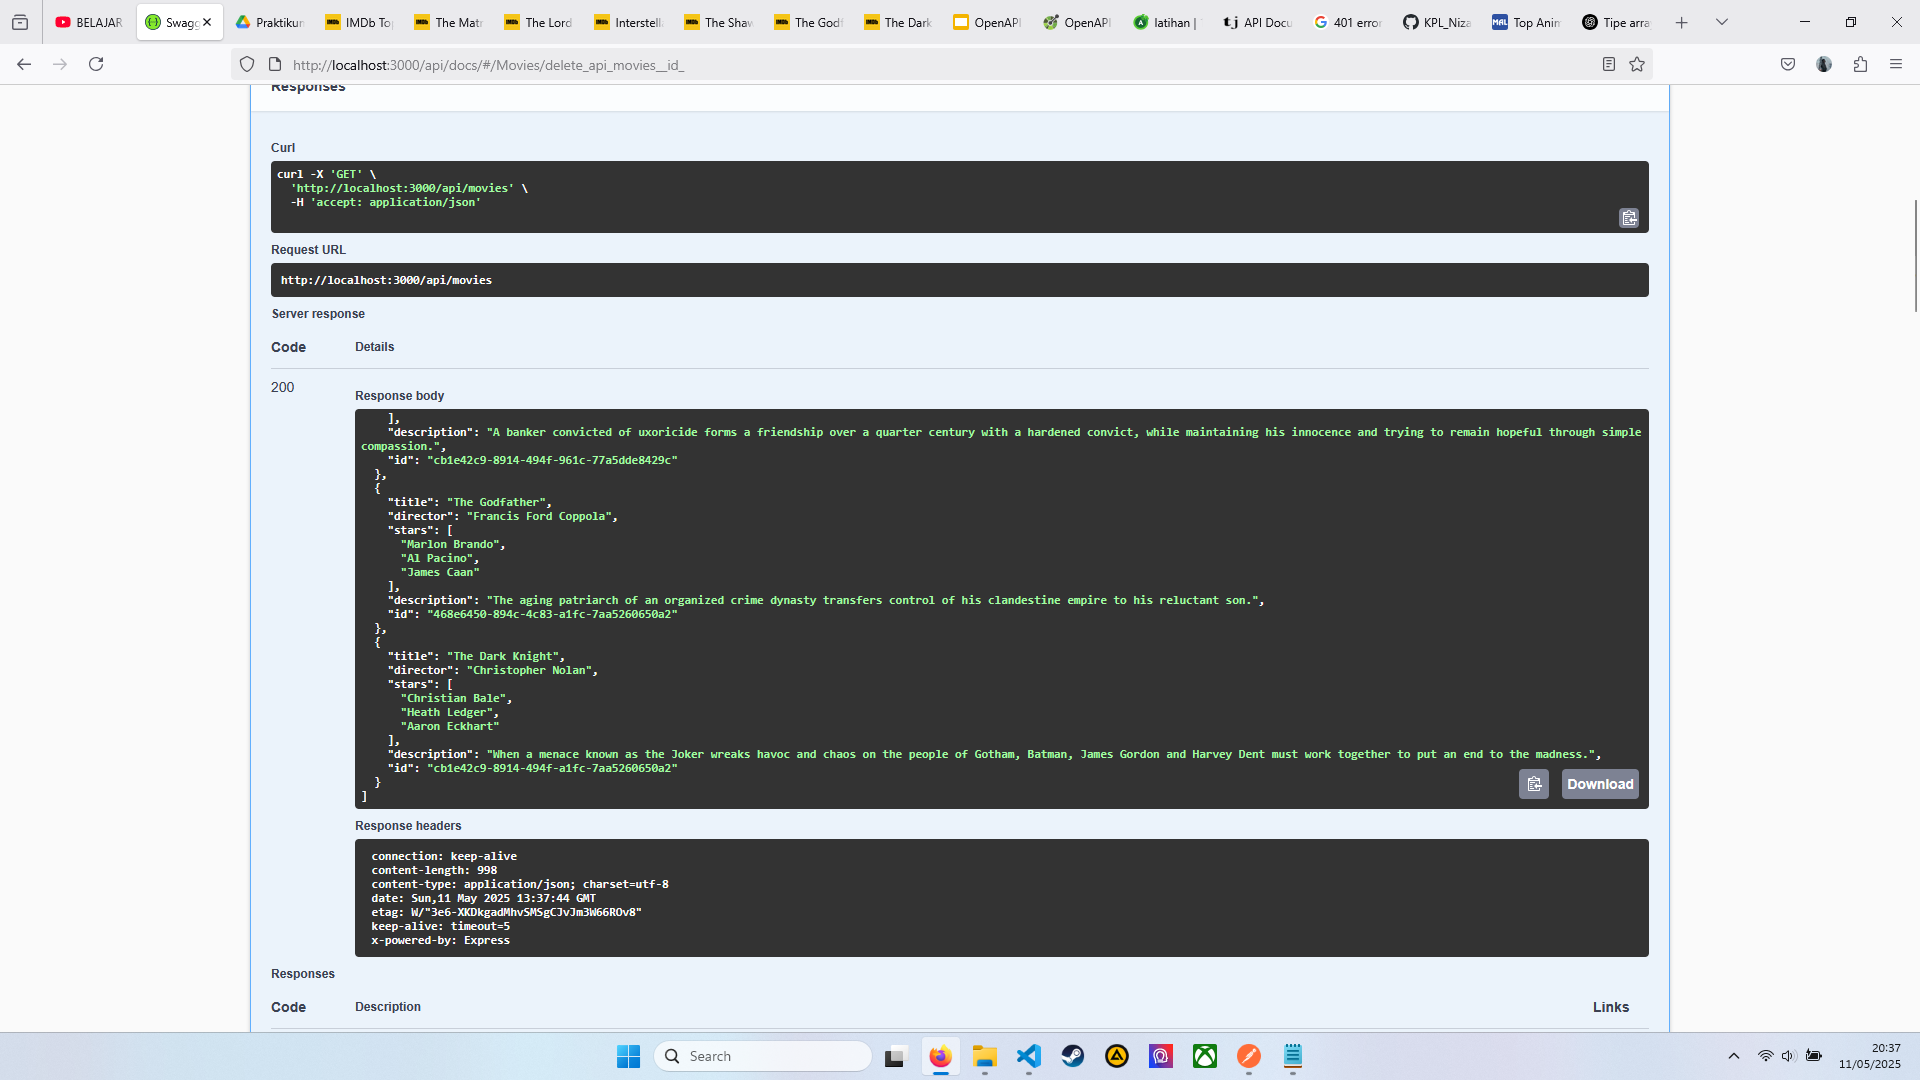 BELAJAR
Swagg
Praktikum
IMDb To
The Matr
The Lord
Interstell
The Shaw
The Godf
The Dark
OpenAPI
OpenAPI
latihan |
API Docu
401 error
KPL_Niza
Top Anim
Tipe arra
http://localhost:3000/api/docs/#/Movies/delete_api_movies__id_
Responses
Curl
curl -X 'GET' \
'http://localhost:3000/api/movies' \
-H 'accept: application/json'
Request URL
http://localhost:3000/api/movies
Server response
Code Details
200
Response body
],
"description": "A banker convicted of uxoricide forms a friendship over a quarter century with a hardened convict, while maintaining his innocence and trying to remain hopeful through simple
compassion.",
"id": "cb1e42c9-8914-494f-961c-77a5dde8429c"
},
{
"title": "The Godfather",
"director": "Francis Ford Coppola",
"stars": [
"Marlon Brando",
"Al Pacino",
"James Caan"
],
"description": "The aging patriarch of an organized crime dynasty transfers control of his clandestine empire to his reluctant son.",
"id": "468e6450-894c-4c83-a1fc-7aa5260650a2"
},
{
"title": "The Dark Knight",
"director": "Christopher Nolan",
"stars": [
"Christian Bale",
"Heath Ledger",
"Aaron Eckhart"
],
"description": "When a menace known as the Joker wreaks havoc and chaos on the people of Gotham, Batman, James Gordon and Harvey Dent must work together to put an end to the madness.",
"id": "cb1e42c9-8914-494f-a1fc-7aa5260650a2"
}
]
Download
Response headers
connection: keep-alive
content-length: 998
content-type: application/json; charset=utf-8
date: Sun,11 May 2025 13:37:44 GMT
etag: W/"3e6-XKDkgadMhvSMSgCJvJm3W66ROv8"
keep-alive: timeout=5
x-powered-by: Express
Responses
Code Description Links
Search
20:37
11/05/2025